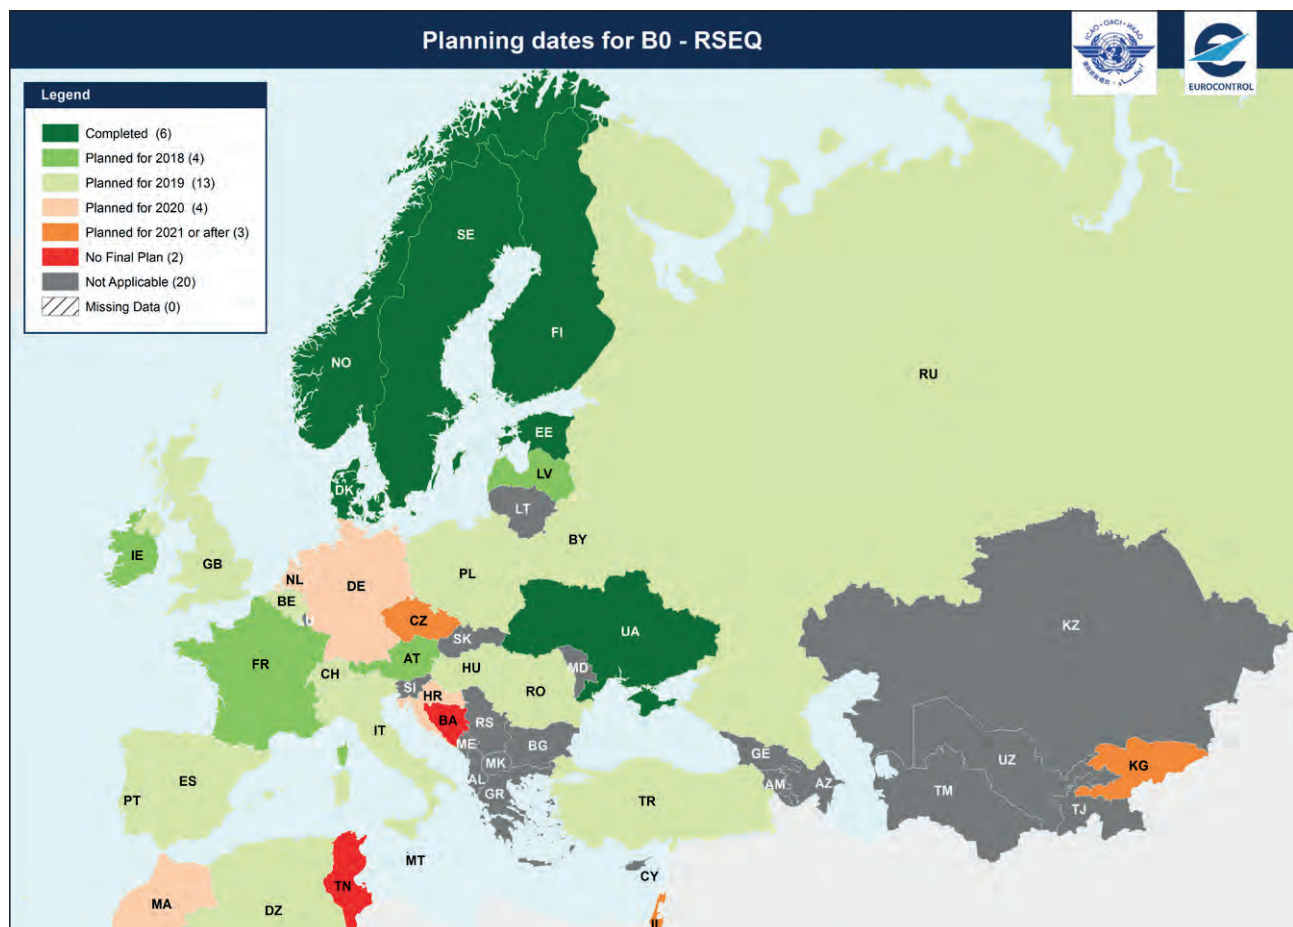 Planning dates for B0 - RSEQ
ICAO · OACI · ИКАО
EUROCONTROL
Legend
Completed (6)
Planned for 2018 (4)
Planned for 2019 (13)
Planned for 2020 (4)
Planned for 2021 or after (3)
No Final Plan (2)
Not Applicable (20)
Missing Data (0)
SE
FI
NO
RU
EE
LV
DK
LT
BY
IE
GB
PL
NL
DE
BE
CZ
UA
KZ
SK
FR
AT
HU
MD
CH
SI
HR
RO
BA
RS
IT
ME
BG
GE
MK
UZ
KG
AL
AM
AZ
TM
ES
GR
TJ
PT
TR
MT
CY
TN
MA
DZ